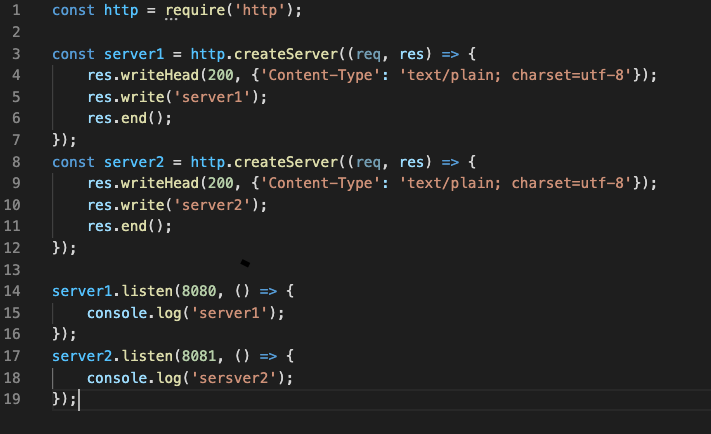 1 const http = require('http');
2
3 const server1 = http.createServer((req, res) => {
4     res.writeHead(200, {'Content-Type': 'text/plain; charset=utf-8'});
5     res.write('server1');
6     res.end();
7 });
8 const server2 = http.createServer((req, res) => {
9     res.writeHead(200, {'Content-Type': 'text/plain; charset=utf-8'});
10     res.write('server2');
11     res.end();
12 });
13
14 server1.listen(8080, () => {
15     console.log('server1');
16 });
17 server2.listen(8081, () => {
18     console.log('sersver2');
19 });